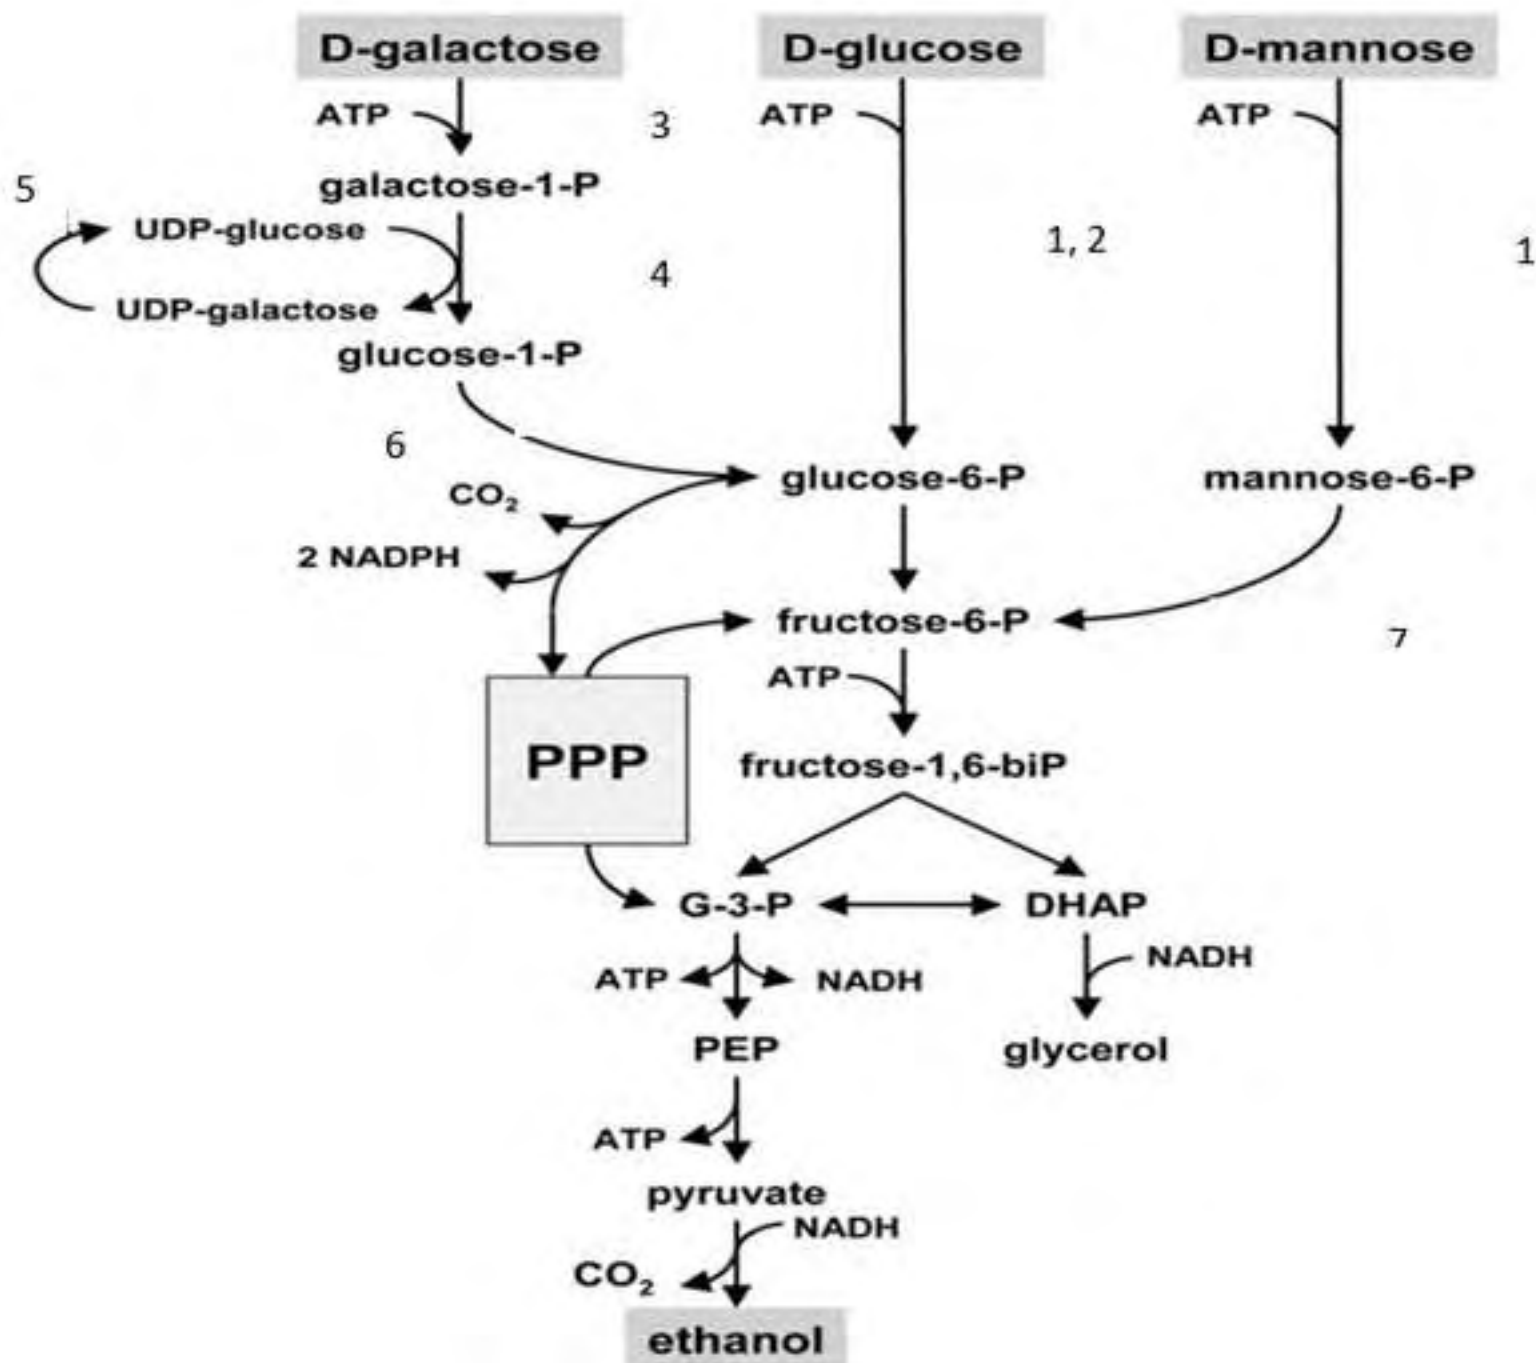 D-galactose
D-glucose
D-mannose
ATP
3
ATP
ATP
galactose-1-P
5
UDP-glucose
1, 2
1
4
UDP-galactose
glucose-1-P
6
glucose-6-P
mannose-6-P
CO₂
2 NADPH
fructose-6-P
7
ATP
PPP
fructose-1,6-biP
G-3-P
DHAP
ATP
NADH
NADH
PEP
glycerol
ATP
pyruvate
NADH
CO₂
ethanol